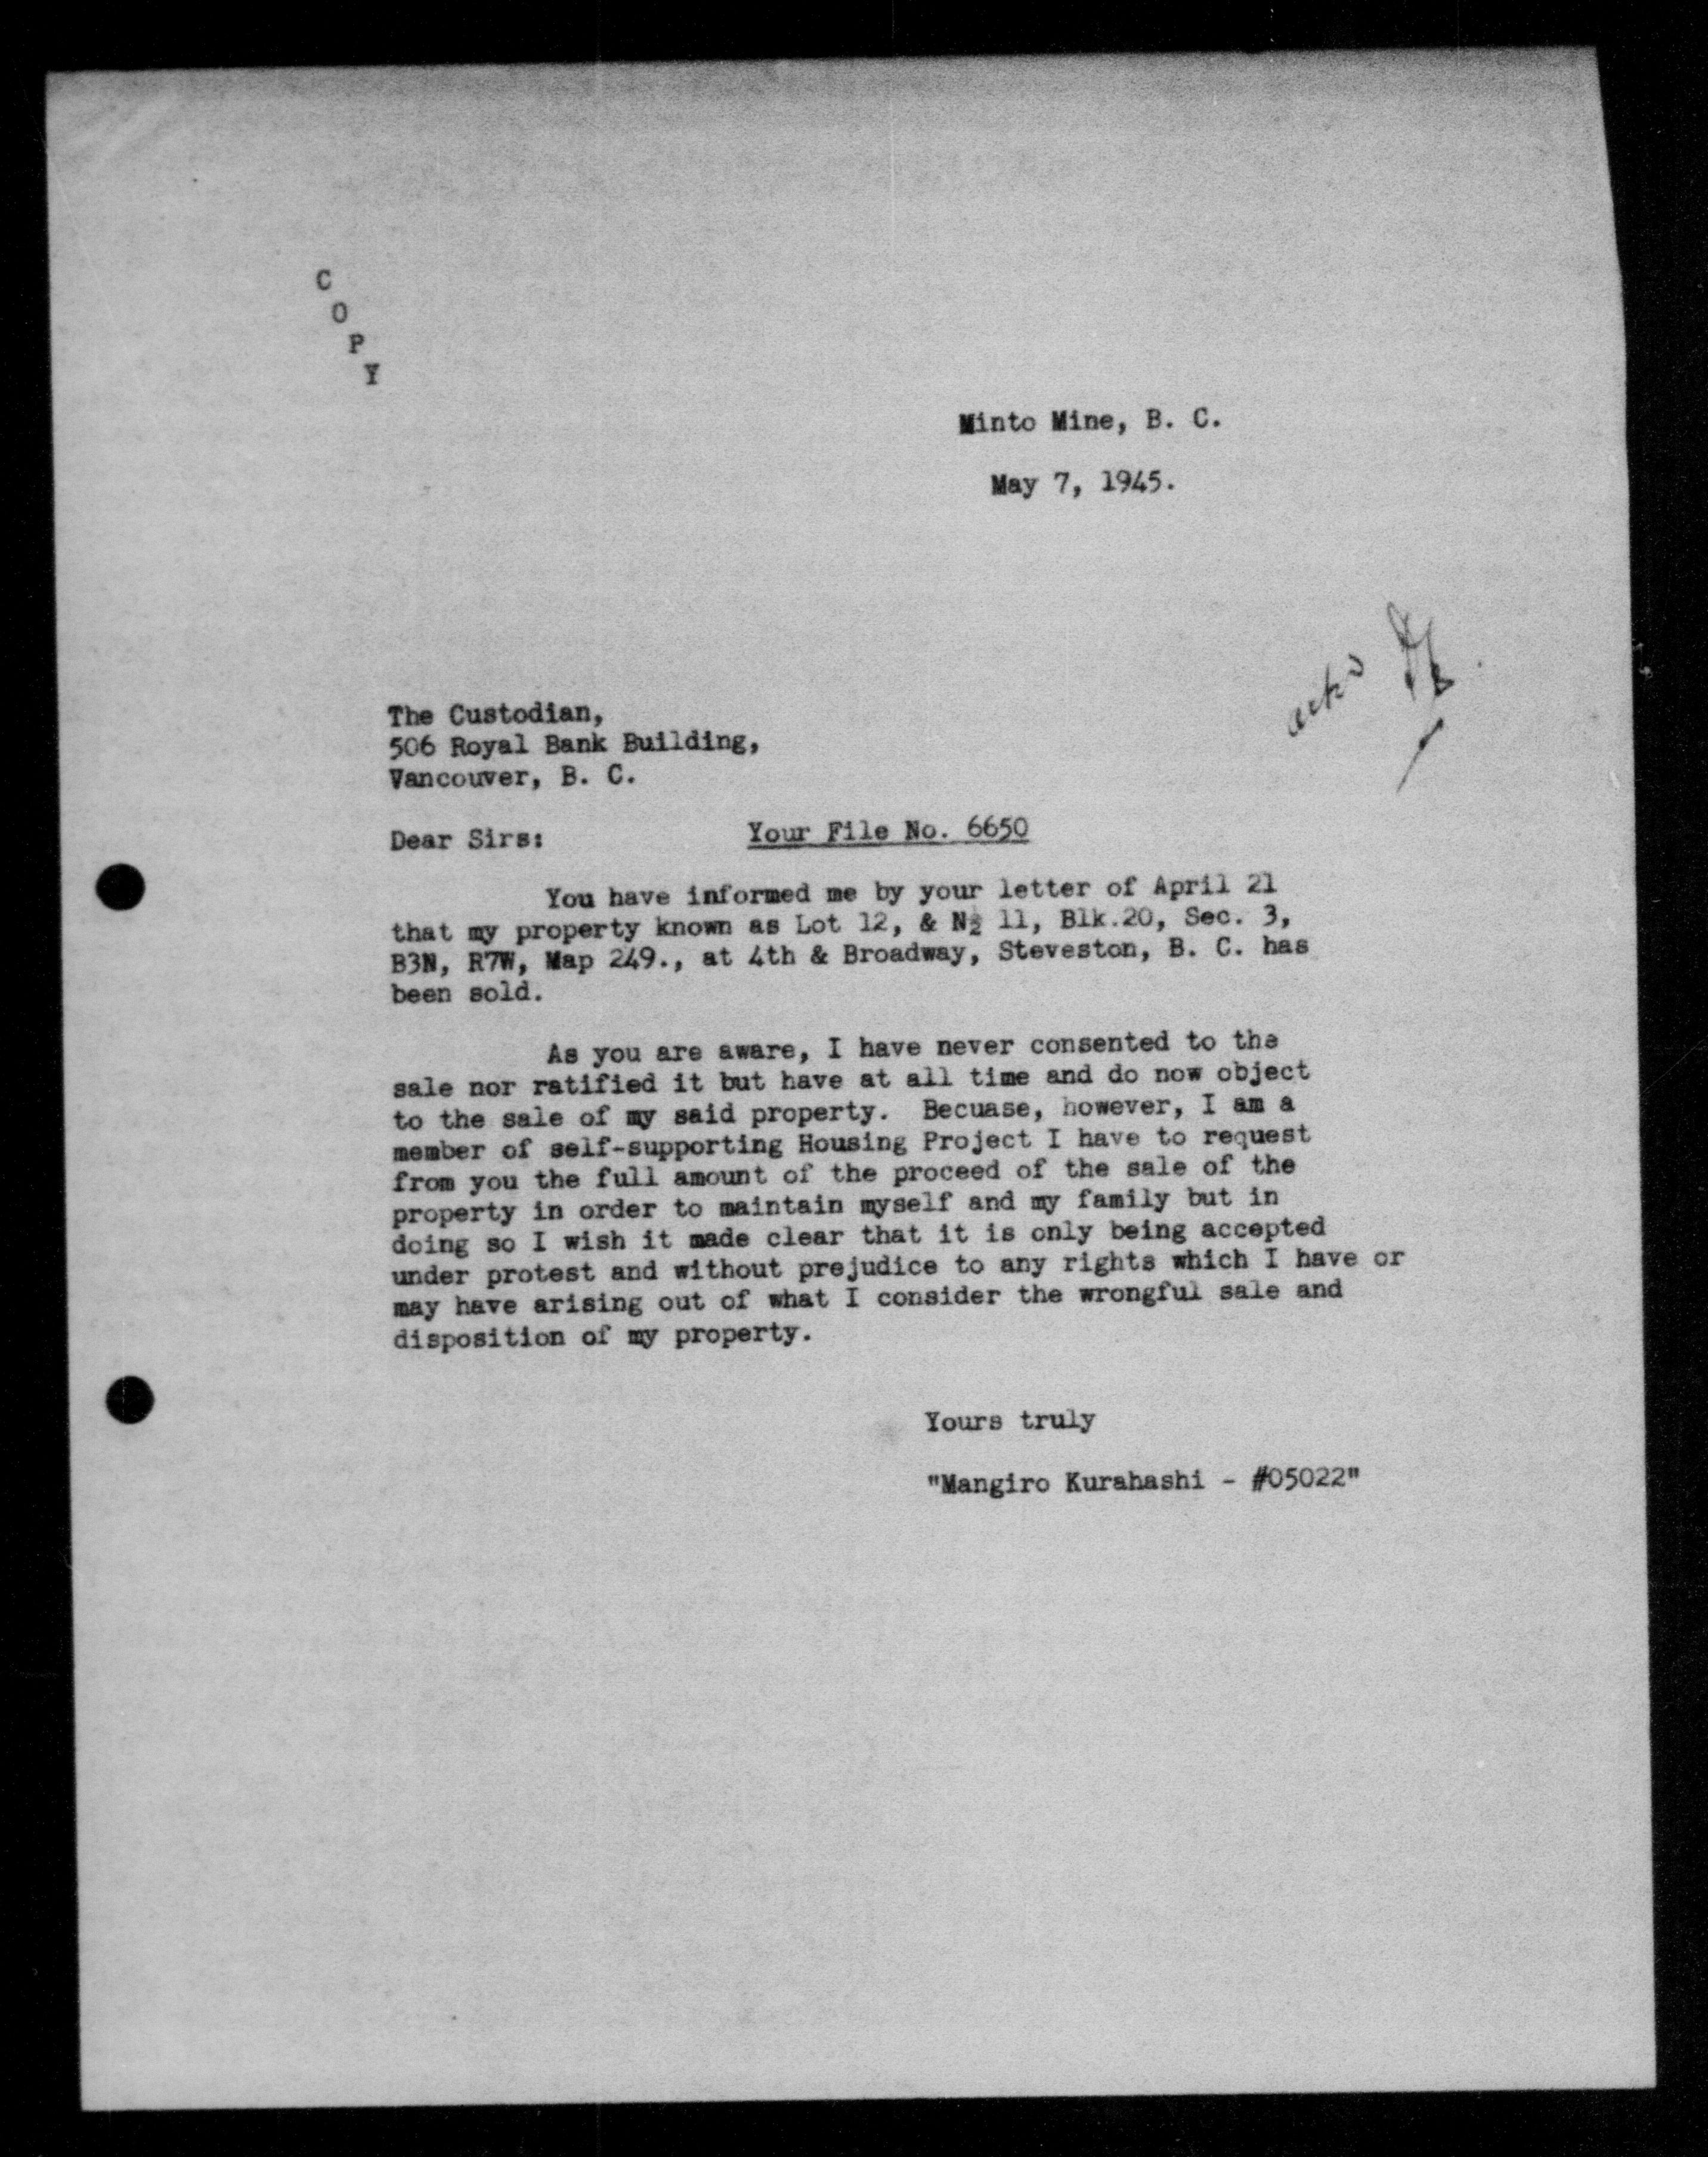 C
O
P
Y
Minto Mine, B. C.
May 7, 1945.
The Custodian,
506 Royal Bank Building,
Vancouver, B. C.
Dear Sirs: Your File No. 6650
You have informed me by your letter of April 21
that my property known as Lot 12, & N½ 11, Blk.20, Sec. 3,
B3N, R7W, Map 249., at 4th & Broadway, Steveston, B. C. has
been sold.
As you are aware, I have never consented to the
sale nor ratified it but have at all time and do now object
to the sale of my said property. Becuase, however, I am a
member of self-supporting Housing Project I have to request
from you the full amount of the proceed of the sale of the
property in order to maintain myself and my family but in
doing so I wish it made clear that it is only being accepted
under protest and without prejudice to any rights which I have or
may have arising out of what I consider the wrongful sale and
disposition of my property.
Yours truly
"Mangiro Kurahashi - #05022"